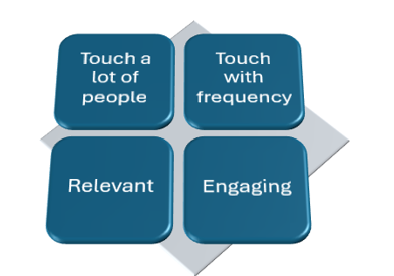 Touch a
lot of
people
Touch
with
frequency
Relevant
Engaging